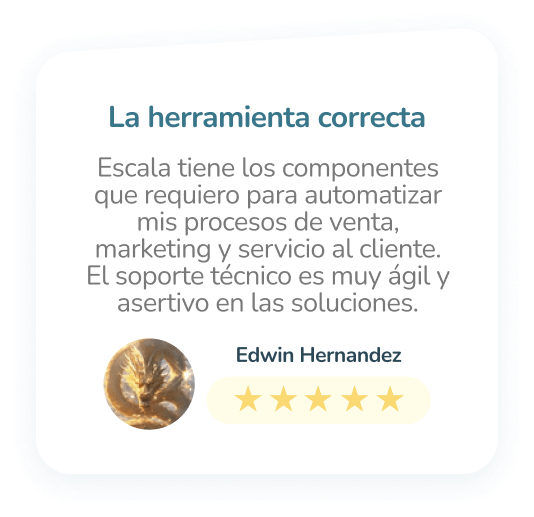 La herramienta correcta
Escala tiene los componentes
que requiero para automatizar
mis procesos de venta,
marketing y servicio al cliente.
El soporte técnico es muy ágil y
asertivo en las soluciones.
Edwin Hernandez